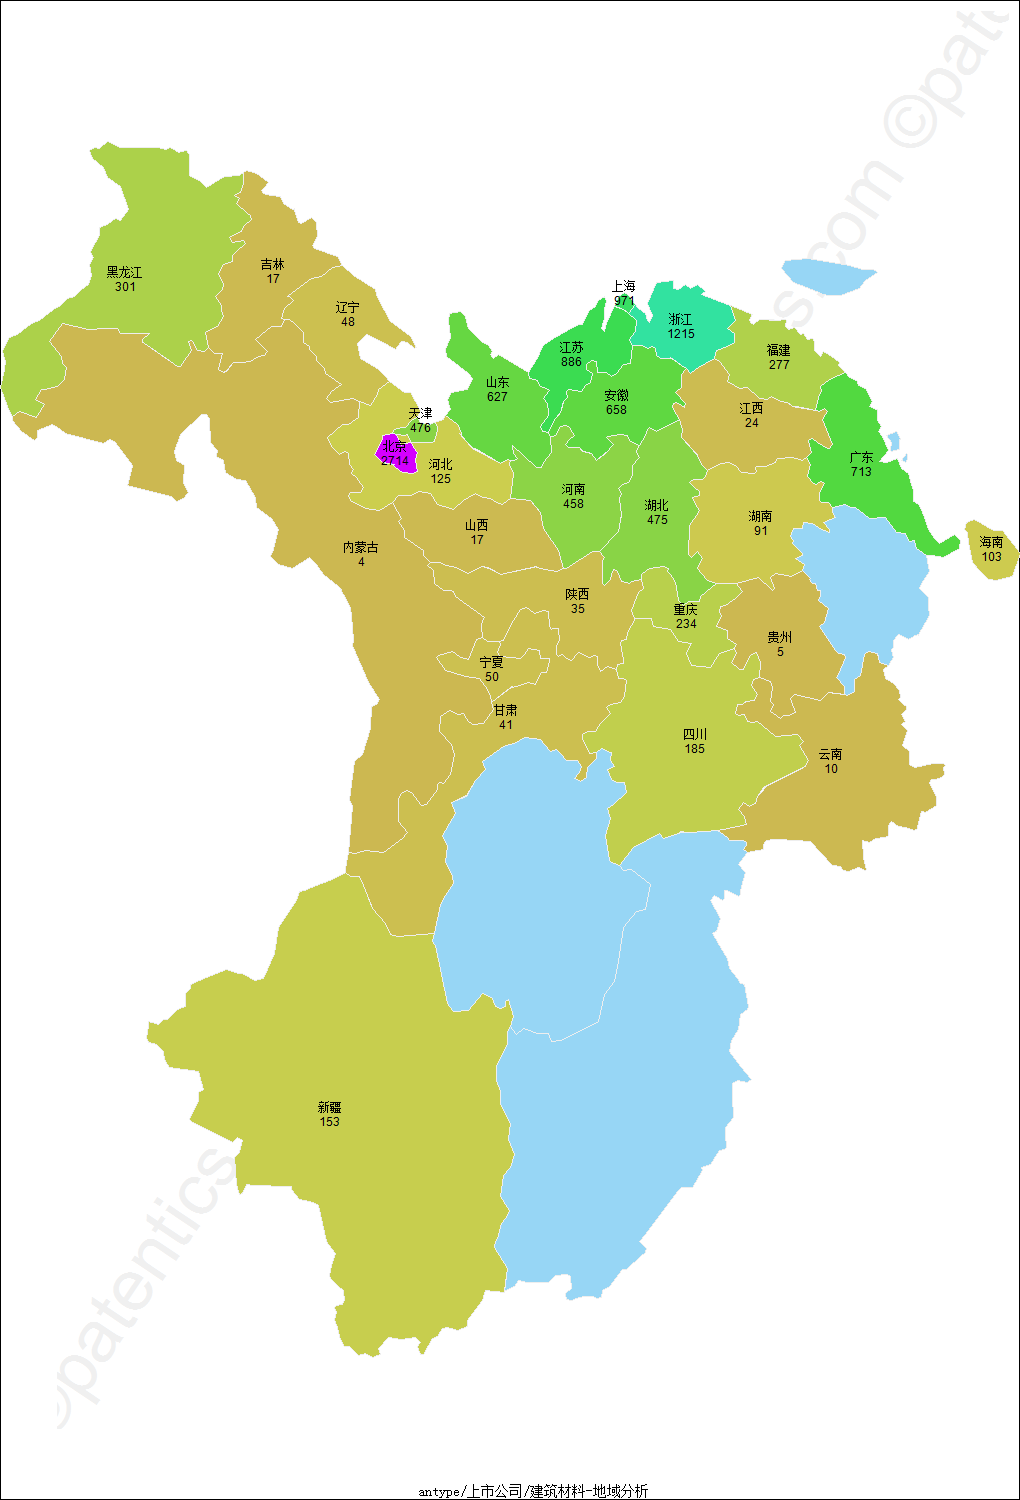 ©patentics.com ©pate
黑龙江
301
吉林
17
辽宁
48
上海
971
浙江
1215
江苏
886
福建
277
山东
627
安徽
658
天津
476
江西
24
北京
2714
河北
125
广东
713
河南
458
湖北
475
湖南
91
山西
17
内蒙古
4
海南
103
陕西
35
重庆
234
贵州
5
宁夏
50
甘肃
41
四川
185
云南
10
新疆
153
antype/上市公司/建筑材料-地域分析